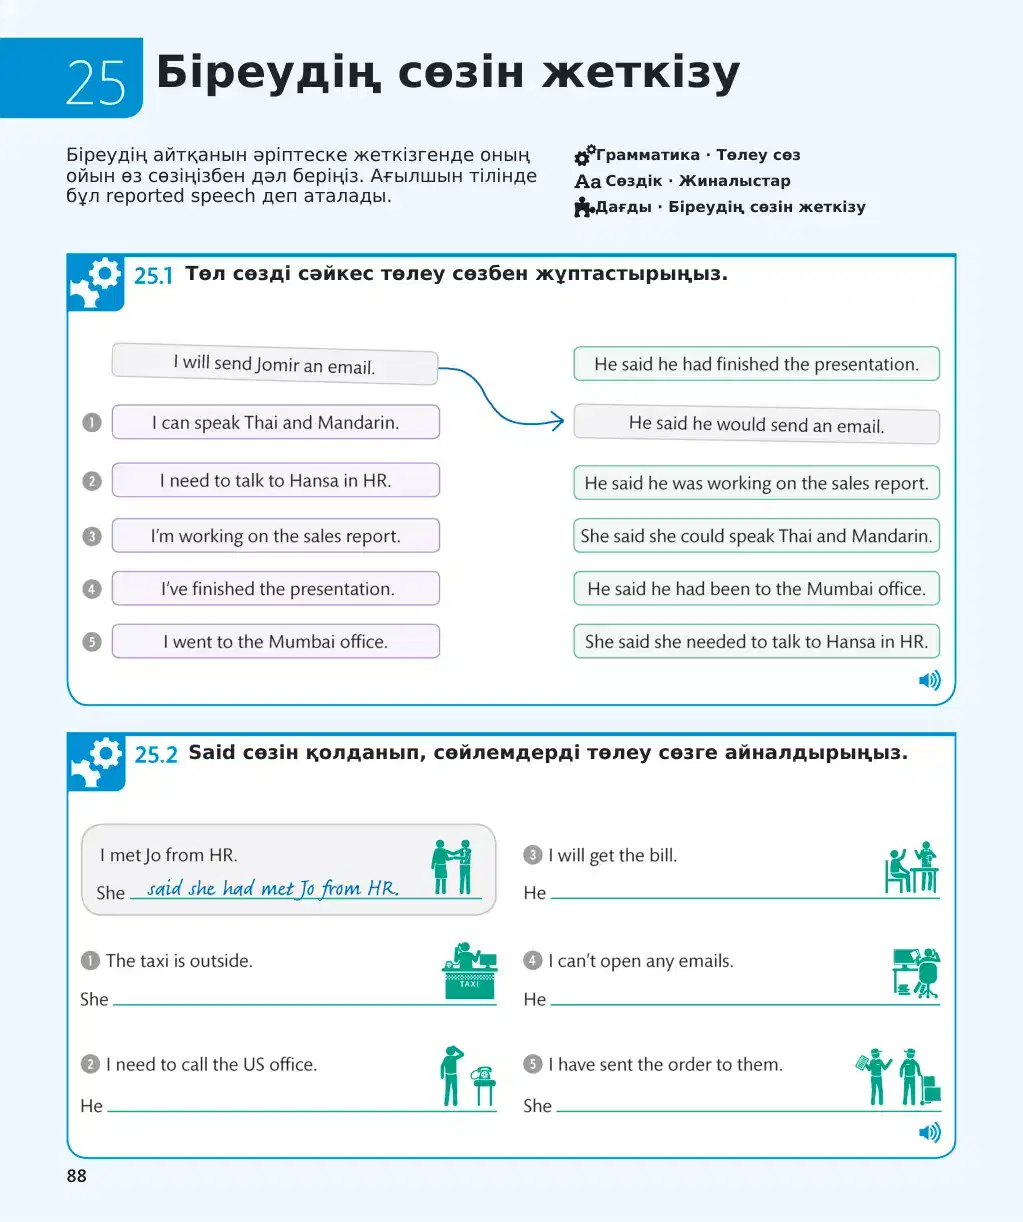 25
Біреудің сөзін жеткізу
Біреудің айтқанын әріптеске жеткізгенде оның
ойын өз сөзіңізбен дәл беріңіз. Ағылшын тілінде
бұл reported speech деп аталады.
Грамматика · Төлеу сөз
Aa Сөздік · Жиналыстар
Дағды · Біреудің сөзін жеткізу
25.1 Төл сөзді сәйкес төлеу сөзбен жұптастырыңыз.
I will send Jomir an email.
1 I can speak Thai and Mandarin.
2 I need to talk to Hansa in HR.
3 I'm working on the sales report.
4 I've finished the presentation.
5 I went to the Mumbai office.
He said he had finished the presentation.
He said he would send an email.
He said he was working on the sales report.
She said she could speak Thai and Mandarin.
He said he had been to the Mumbai office.
She said she needed to talk to Hansa in HR.
25.2 Said сөзін қолданып, сөйлемдерді төлеу сөзге айналдырыңыз.
I met Jo from HR.
She said she had met Jo from HR.
1 The taxi is outside.
TAXI
She
2 I need to call the US office.
He
3 I will get the bill.
He
4 I can't open any emails.
He
5 I have sent the order to them.
She
88